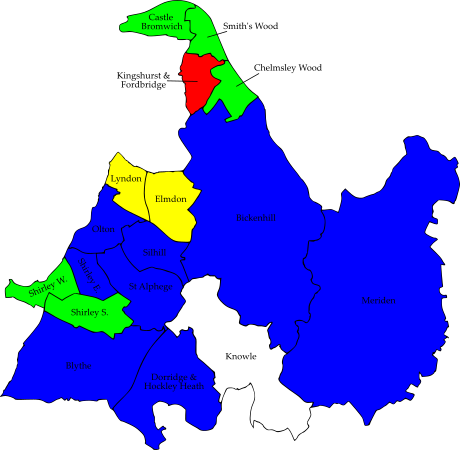 Castle
Bromwich
Smith's Wood
Chelmsley Wood
Kingshurst &
Fordbridge
Lyndon
Elmdon
Bickenhill
Olton
Silhill
Shirley E.
St Alphege
Shirley W.
Shirley S.
Meriden
Knowle
Blythe
Dorridge &
Hockley Heath